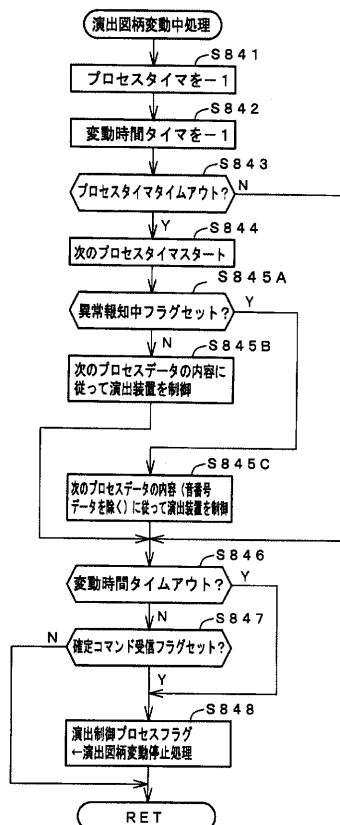 演出図柄変動中処理
S841
プロセスタイマを−1
S842
変動時間タイマを−1
S843
プロセスタイマタイムアウト?
N
Y
S844
次のプロセスタイマスタート
S845A
異常報知中フラグセット?
Y
N
S845B
次のプロセスデータの内容に
従って演出装置を制御
S845C
次のプロセスデータの内容(音番号
データを除く)に従って演出装置を制御
S846
変動時間タイムアウト?
Y
N
S847
N
確定コマンド受信フラグセット?
Y
S848
演出制御プロセスフラグ
←演出図柄変動停止処理
RET